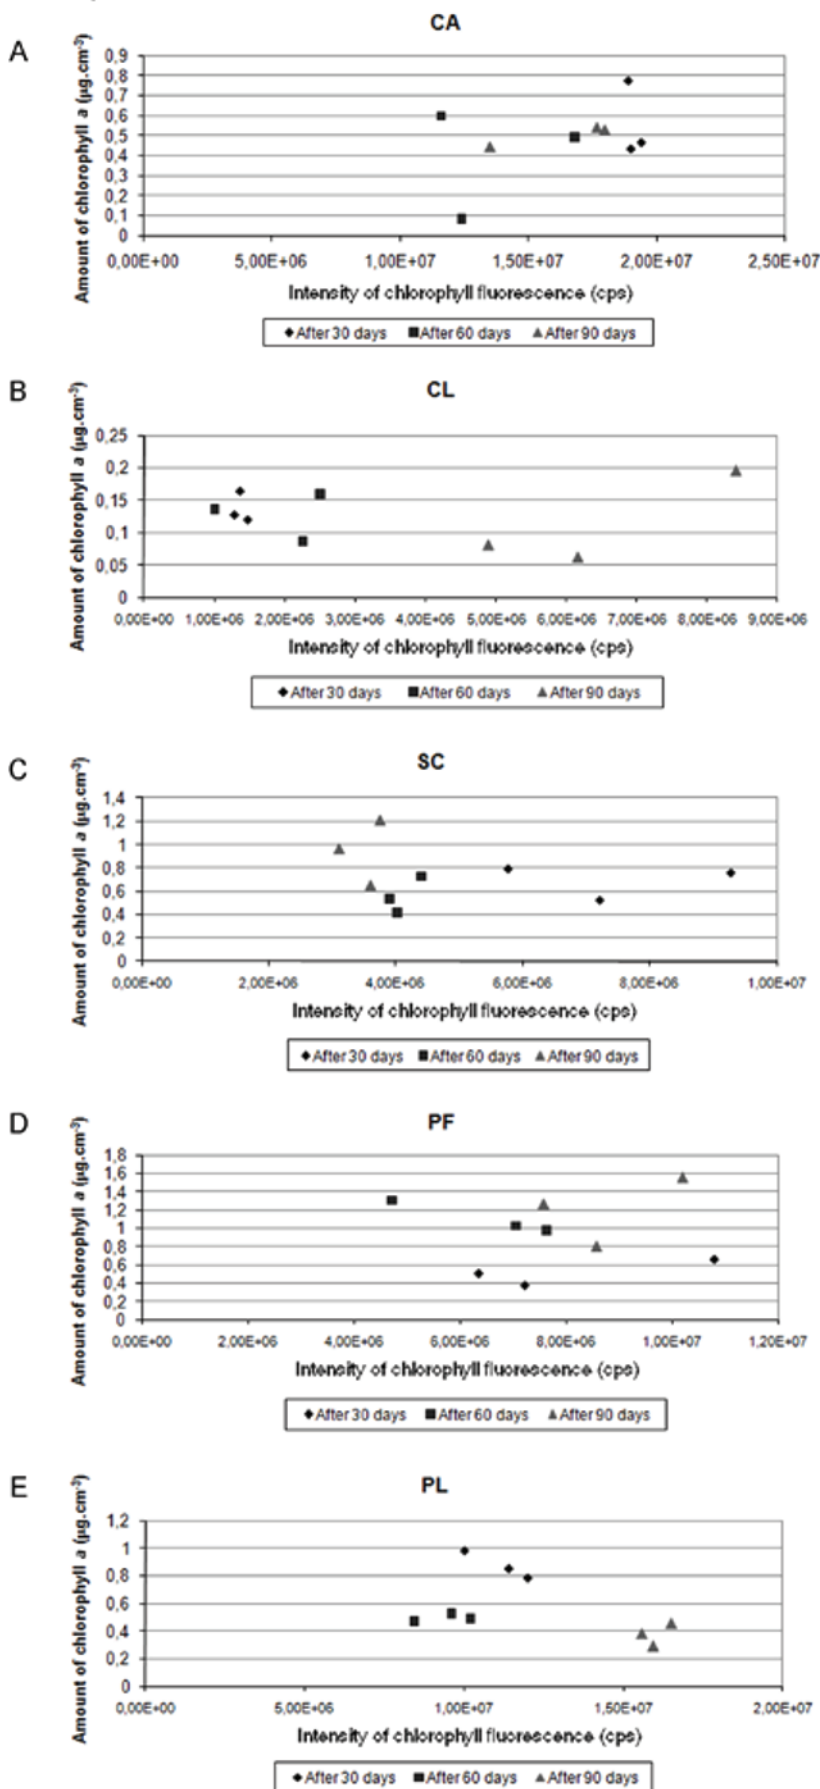 A
CA
Amount of chlorophyll a (µg.cm-3)
0,9
0,8
0,7
0,6
0,5
0,4
0,3
0,2
0,1
0
0,00E+00 5,00E+06 1,00E+07 1,50E+07 2,00E+07 2,50E+07
Intensity of chlorophyll fluorescence (cps)
After 30 days After 60 days After 90 days
B
CL
Amount of chlorophyll a (µg.cm-3)
0,25
0,2
0,15
0,1
0,05
0
0,00E+00 1,00E+06 2,00E+06 3,00E+06 4,00E+06 5,00E+06 6,00E+06 7,00E+06 8,00E+06 9,00E+06
Intensity of chlorophyll fluorescence (cps)
After 30 days After 60 days After 90 days
C
SC
Amount of chlorophyll a (µg.cm-3)
1,4
1,2
1
0,8
0,6
0,4
0,2
0
0,00E+00 2,00E+06 4,00E+06 6,00E+06 8,00E+06 1,00E+07
Intensity of chlorophyll fluorescence (cps)
After 30 days After 60 days After 90 days
D
PF
Amount of chlorophyll a (µg.cm-3)
1,8
1,6
1,4
1,2
1
0,8
0,6
0,4
0,2
0
0,00E+00 2,00E+06 4,00E+06 6,00E+06 8,00E+06 1,00E+07 1,20E+07
Intensity of chlorophyll fluorescence (cps)
After 30 days After 60 days After 90 days
E
PL
Amount of chlorophyll a (µg.cm-3)
1,2
1
0,8
0,6
0,4
0,2
0
0,00E+00 5,00E+06 1,00E+07 1,50E+07 2,00E+07
Intensity of chlorophyll fluorescence (cps)
After 30 days After 60 days After 90 days